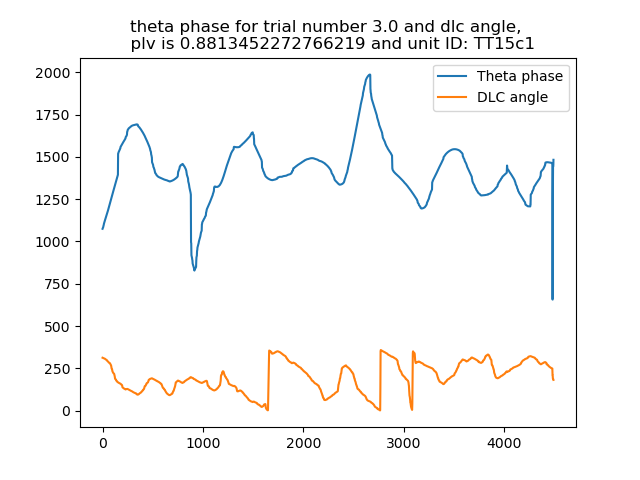 theta phase for trial number 3.0 and dlc angle,
plv is 0.8813452272766219 and unit ID: TT15c1
Theta phase
DLC angle
2000
1750
1500
1250
1000
750
500
250
0
0 1000 2000 3000 4000